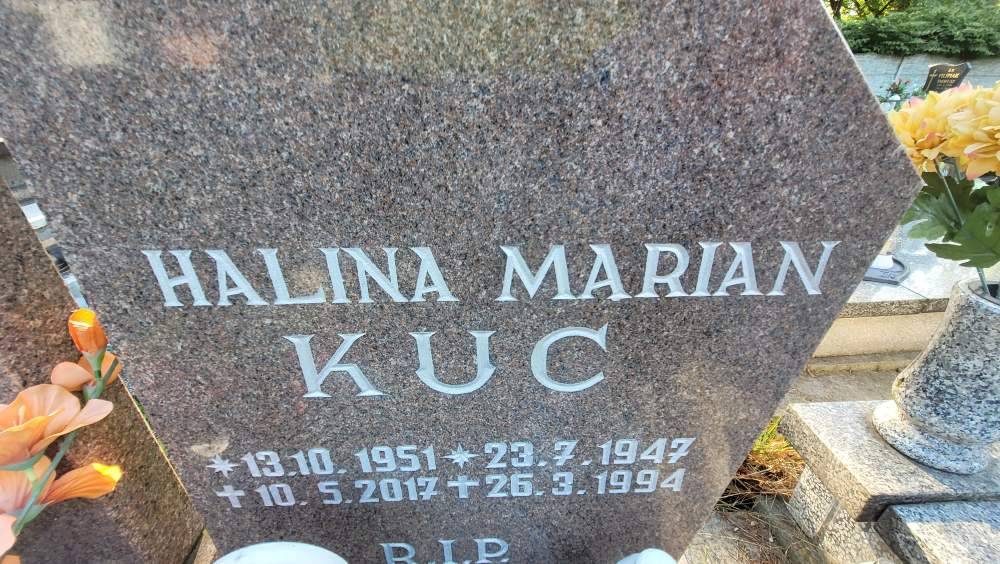 HALINA MARIAN
KUC
*13.10.1951 *23.7.1947
+10.5.2017 +26.3.1994
R.I.P.